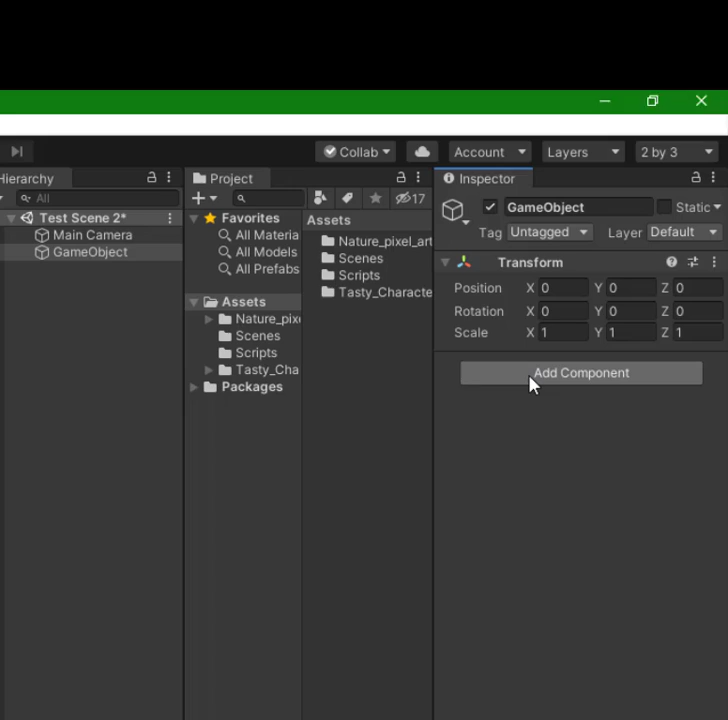 Collab
Account
Layers
2 by 3
Hierarchy
All
Test Scene 2*
Main Camera
GameObject
Project
17
Favorites
All Materia
All Models
All Prefabs
Assets
Nature_pixe
Scenes
Scripts
Tasty_Cha
Packages
Assets
Nature_pixel_art
Scenes
Scripts
Tasty_Characte
Inspector
GameObject
Static
Tag Untagged Layer Default
Transform
Position X 0 Y 0 Z 0
Rotation X 0 Y 0 Z 0
Scale X 1 Y 1 Z 1
Add Component